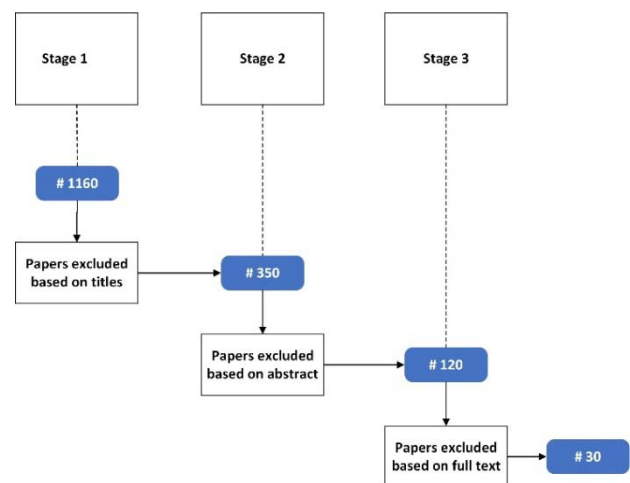 Stage 1
Stage 2
Stage 3
# 1160
Papers excluded
based on titles
# 350
Papers excluded
based on abstract
# 120
Papers excluded
based on full text
# 30